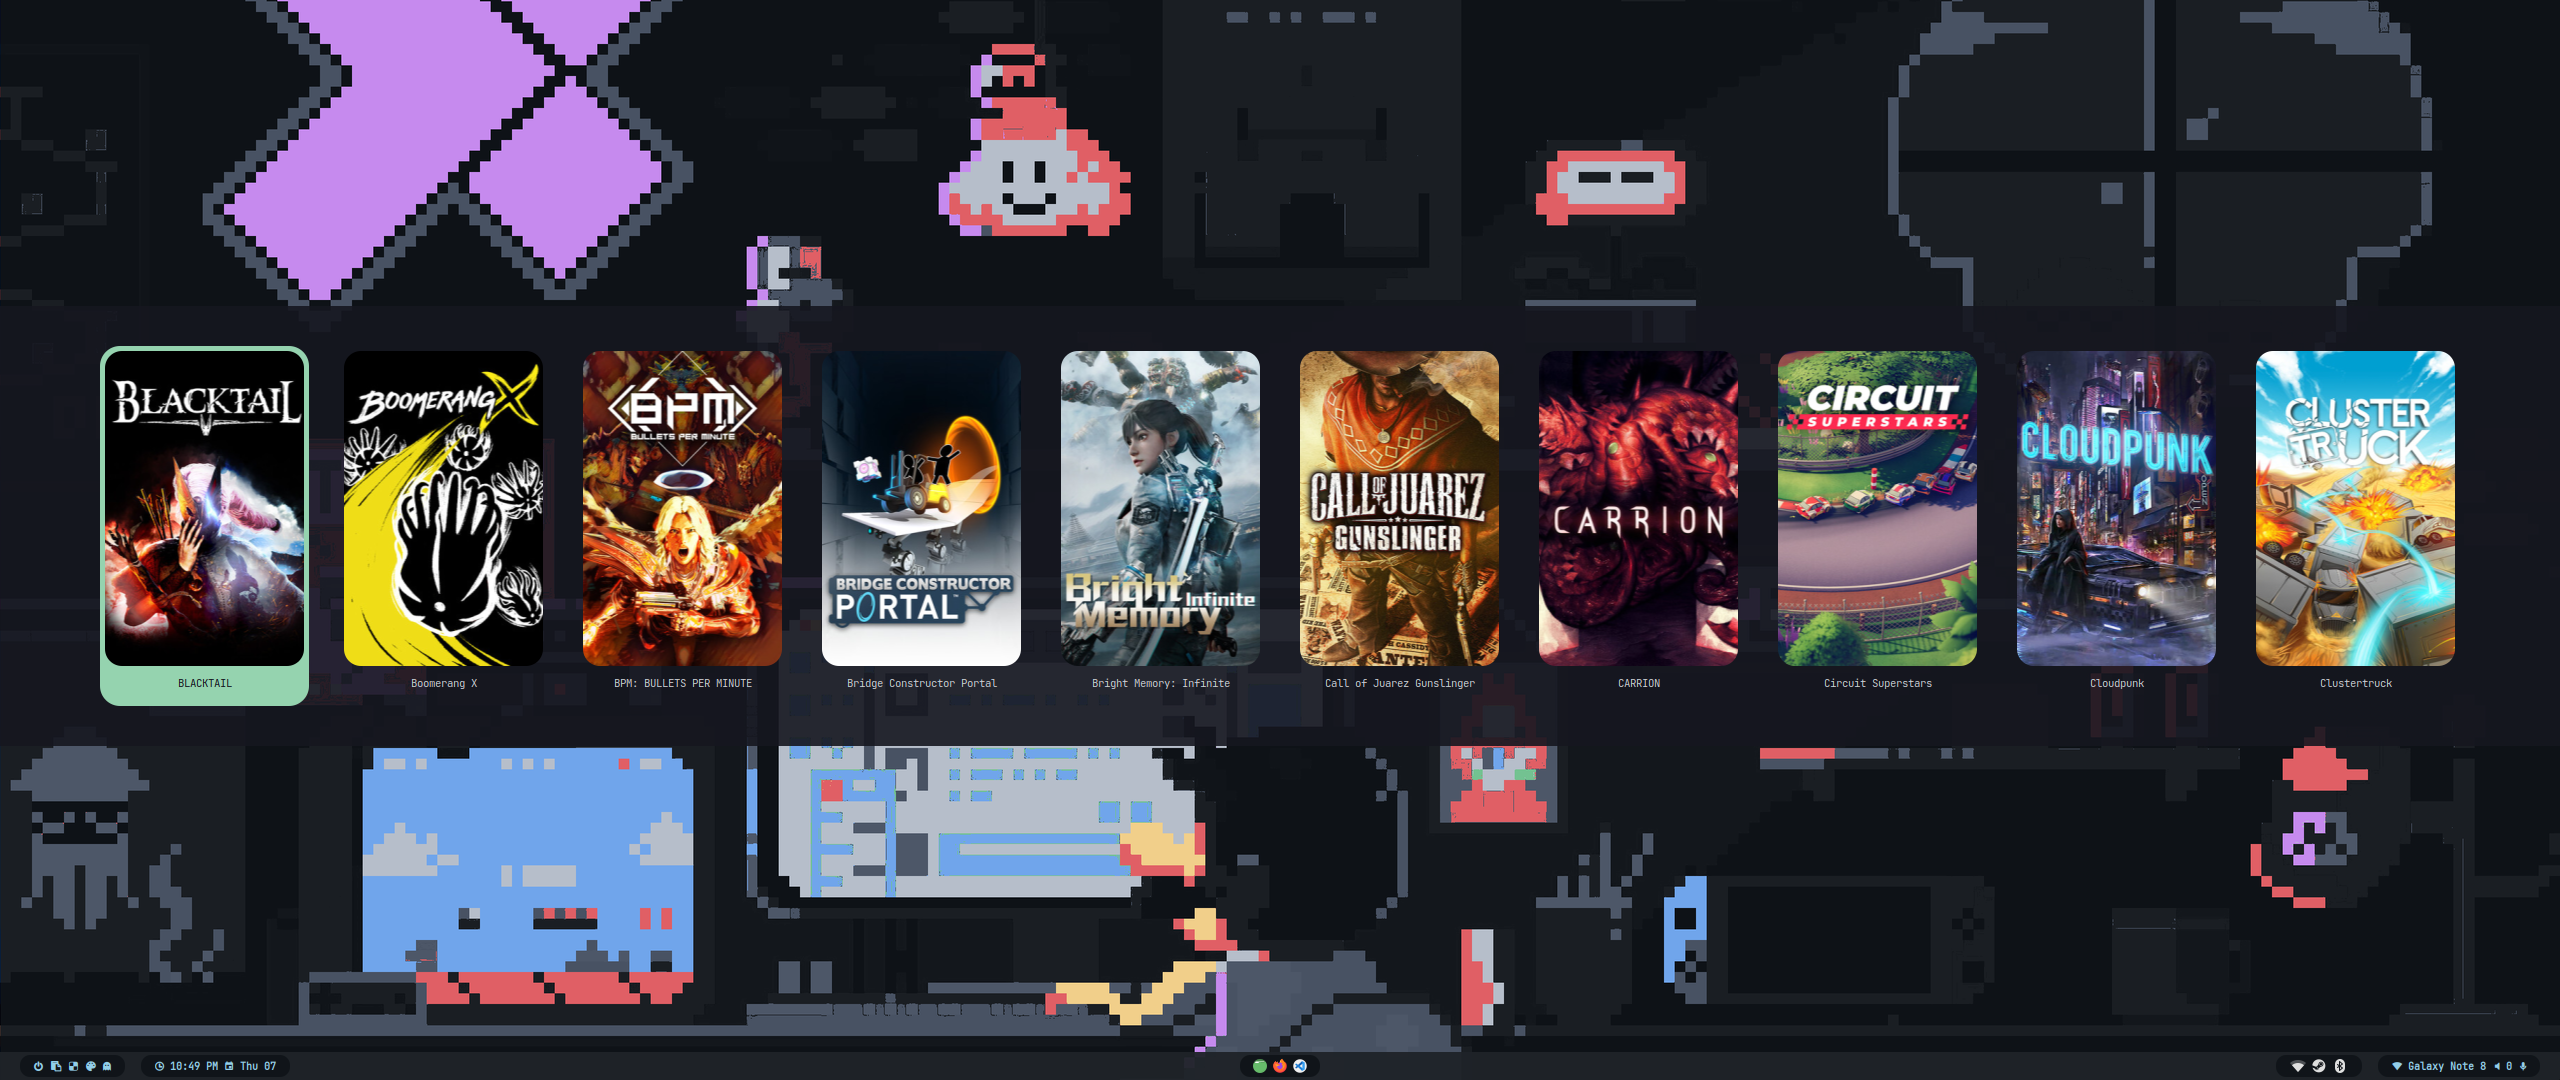 BLACKTAIL
BOOMERANG X
BPM
BULLETS PER MINUTE
BRIDGE CONSTRUCTOR
PORTAL
Bright
Memory Infinite
CALL OF JUAREZ
GUNSLINGER
CARRION
CIRCUIT
SUPERSTARS
CLOUDPUNK
CLUSTER
TRUCK
BLACKTAIL
Boomerang X
BPM: BULLETS PER MINUTE
Bridge Constructor Portal
Bright Memory: Infinite
Call of Juarez Gunslinger
CARRION
Circuit Superstars
Cloudpunk
Clustertruck
10:49 PM Thu 07
Galaxy Note 8 0